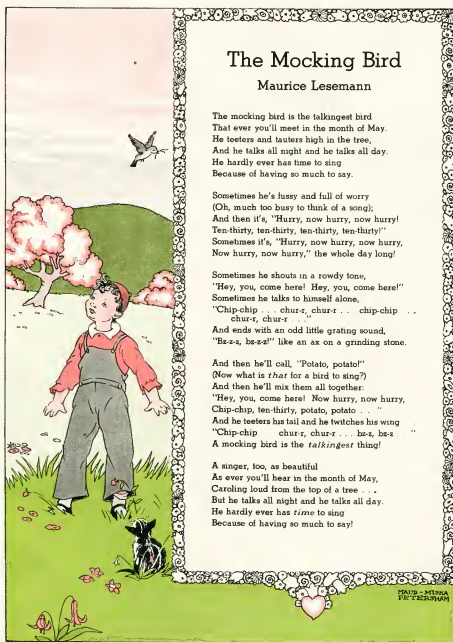 The Mocking Bird
Maurice Lesemann
The mocking bird is the talkingest bird
That ever you'll meet in the month of May.
He teeters and tauters high in the tree,
And he talks all night and he talks all day.
He hardly ever has time to sing
Because of having so much to say.
Sometimes he's fussy and full of worry
(Oh, much too busy to think of a song);
And then it's, "Hurry, now hurry, now hurry!
Ten-thirty, ten-thirty, ten-thirty, ten-thirty!"
Sometimes it's, "Hurry, now hurry, now hurry,
Now hurry, now hurry," the whole day long!
Sometimes he shouts in a rowdy tone,
"Hey, you, come here! Hey, you, come here!"
Sometimes he talks to himself alone,
"Chip-chip . . . chur-r, chur-r . . . chip-chip . .
chur-r, chur-r . . ."
And ends with an odd little grating sound,
"Bz-z-z, bz-z-z!" like an ax on a grinding stone.
And then he'll call, "Potato, potato!"
(Now what is that for a bird to sing?)
And then he'll mix them all together:
"Hey, you, come here! Now hurry, now hurry,
Chip-chip, ten-thirty, potato, potato . . "
And he teeters his tail and he twitches his wing
"Chip-chip chur-r, chur-r . . . bz-z, bz-z "
A mocking bird is the talkingest thing!
A singer, too, as beautiful
As ever you'll hear in the month of May,
Caroling loud from the top of a tree . . .
But he talks all night and he talks all day.
He hardly ever has time to sing
Because of having so much to say!
MAUD - MISKA
PETERSHAM